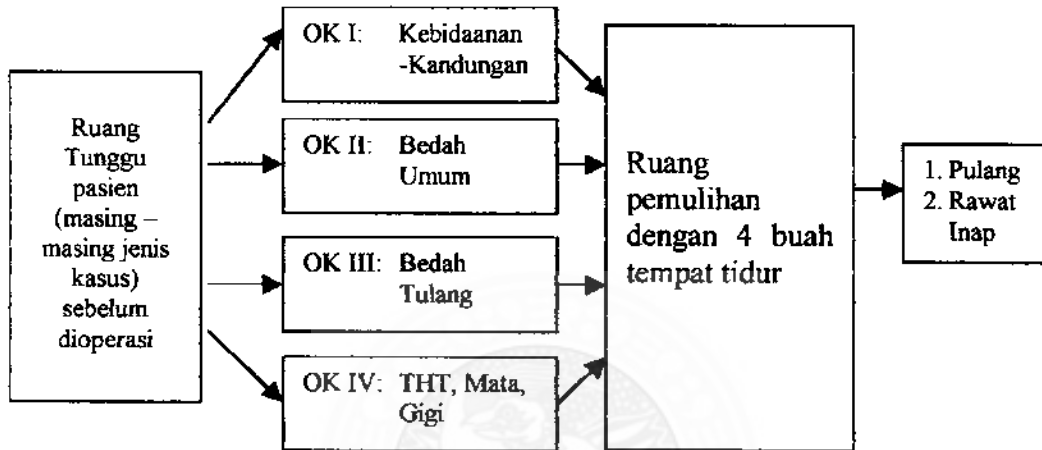 Ruang
Tunggu
pasien
(masing –
masing jenis
kasus)
sebelum
dioperasi
OK I: Kebidaanan
-Kandungan
OK II: Bedah
Umum
OK III: Bedah
Tulang
OK IV: THT, Mata,
Gigi
Ruang
pemulihan
dengan 4 buah
tempat tidur
1. Pulang
2. Rawat
Inap